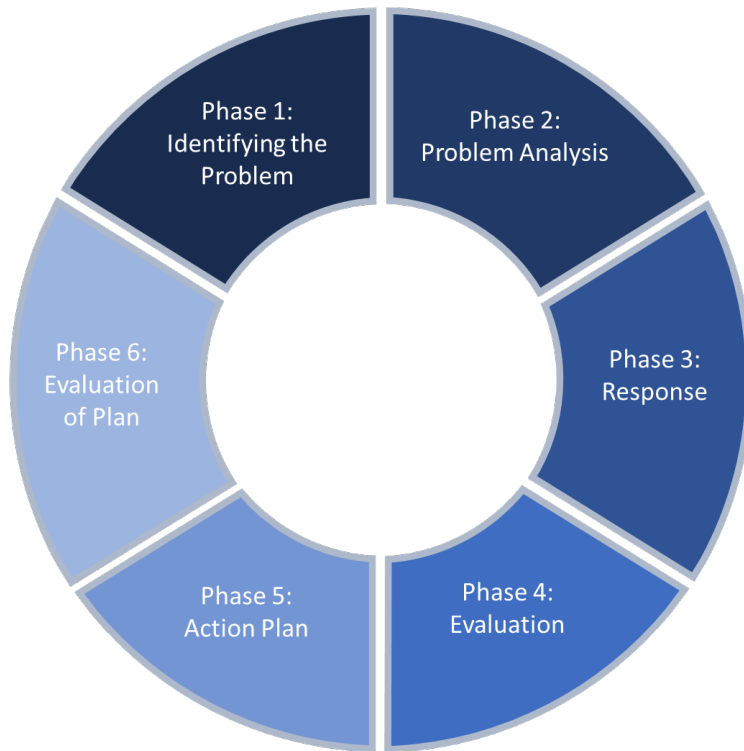 Phase 1:
Identifying the
Problem
Phase 2:
Problem Analysis
Phase 3:
Response
Phase 4:
Evaluation
Phase 5:
Action Plan
Phase 6:
Evaluation
of Plan